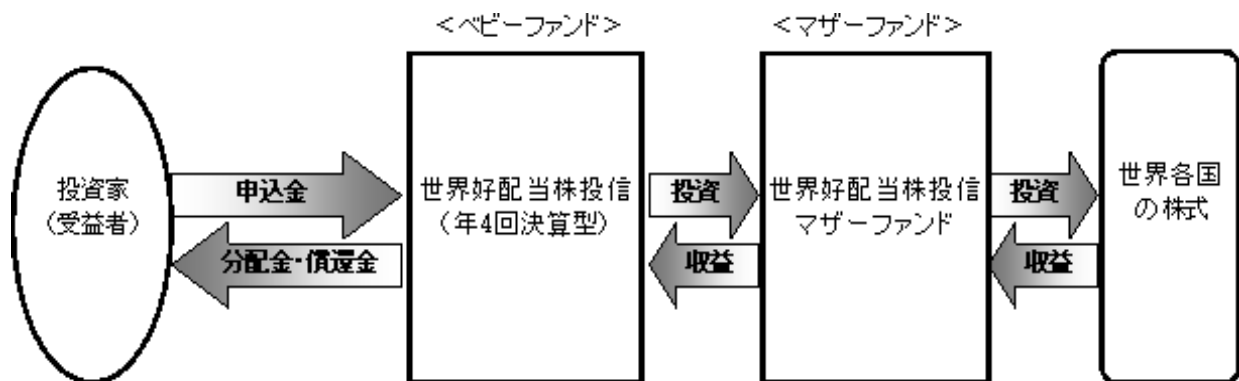 ＜ベビーファンド＞
＜マザーファンド＞
投資家
（受益者）
申込金
分配金・償還金
世界好配当株投信
（年4回決算型）
投資
収益
世界好配当株投信
マザーファンド
投資
収益
世界各国
の株式